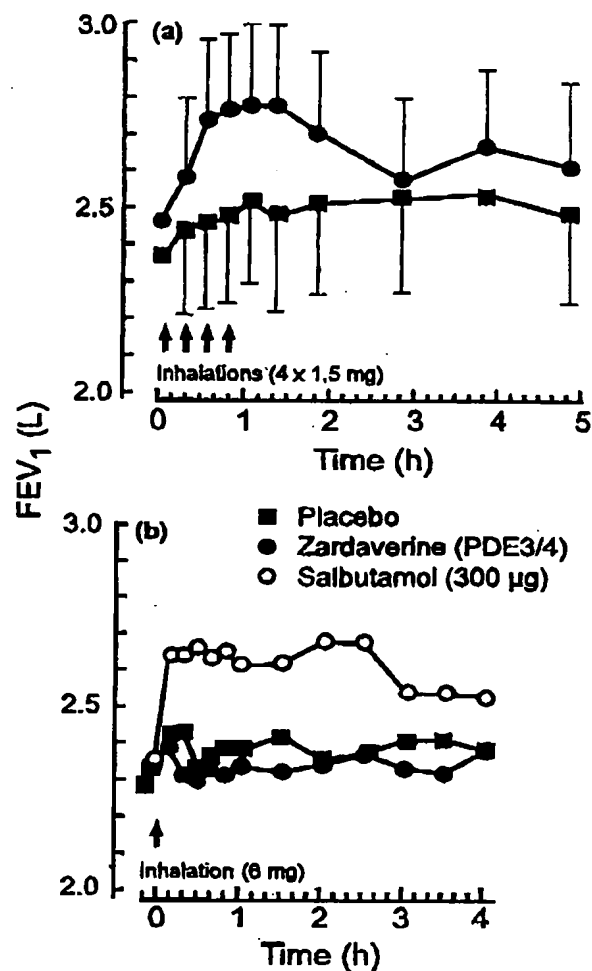 3.0
(a)
2.5
Inhalations (4 x 1,5 mg)
2.0
0 1 2 3 4 5
Time (h)
FEV1 (L)
3.0
(b)
Placebo
Zardaverine (PDE3/4)
Salbutamol (300 µg)
2.5
Inhalation (6 mg)
2.0
0 1 2 3 4
Time (h)